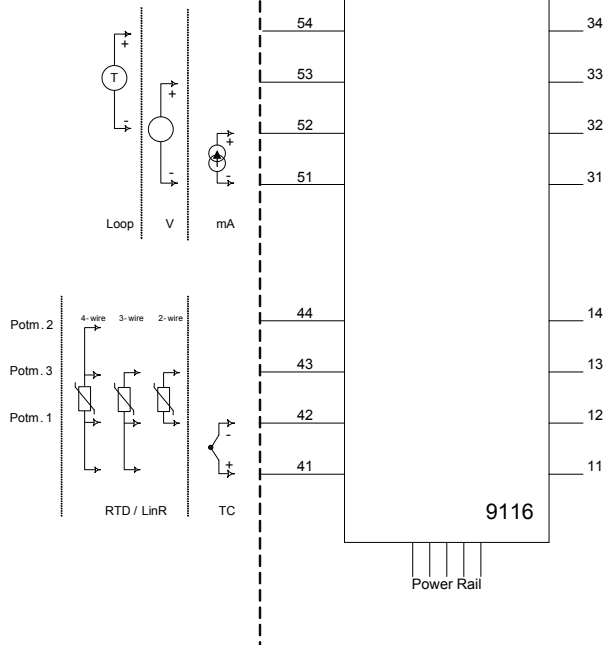 54 34
+
T
53 33
+
52 32
+
-
51 31
-
-
Loop V mA
44 14
4-wire 3-wire 2-wire
Potm. 2
43 13
Potm. 3
42 12
Potm. 1
-
+
41 11
RTD / LinR TC
9116
Power Rail